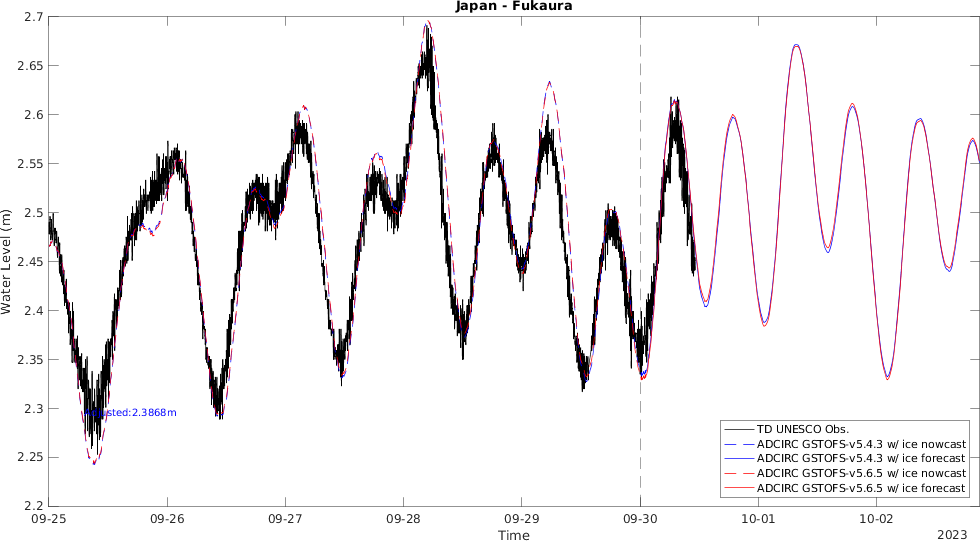 Japan - Fukaura
2.7
2.65
2.6
2.55
2.5
2.45
2.4
2.35
2.3
2.25
2.2
Water Level (m)
usted:2.3868m
TD UNESCO Obs.
ADCIRC GSTOFS-v5.4.3 w/ ice nowcast
ADCIRC GSTOFS-v5.4.3 w/ ice forecast
ADCIRC GSTOFS-v5.6.5 w/ ice nowcast
ADCIRC GSTOFS-v5.6.5 w/ ice forecast
09-25 09-26 09-27 09-28 09-29 09-30 10-01 10-02
Time
2023